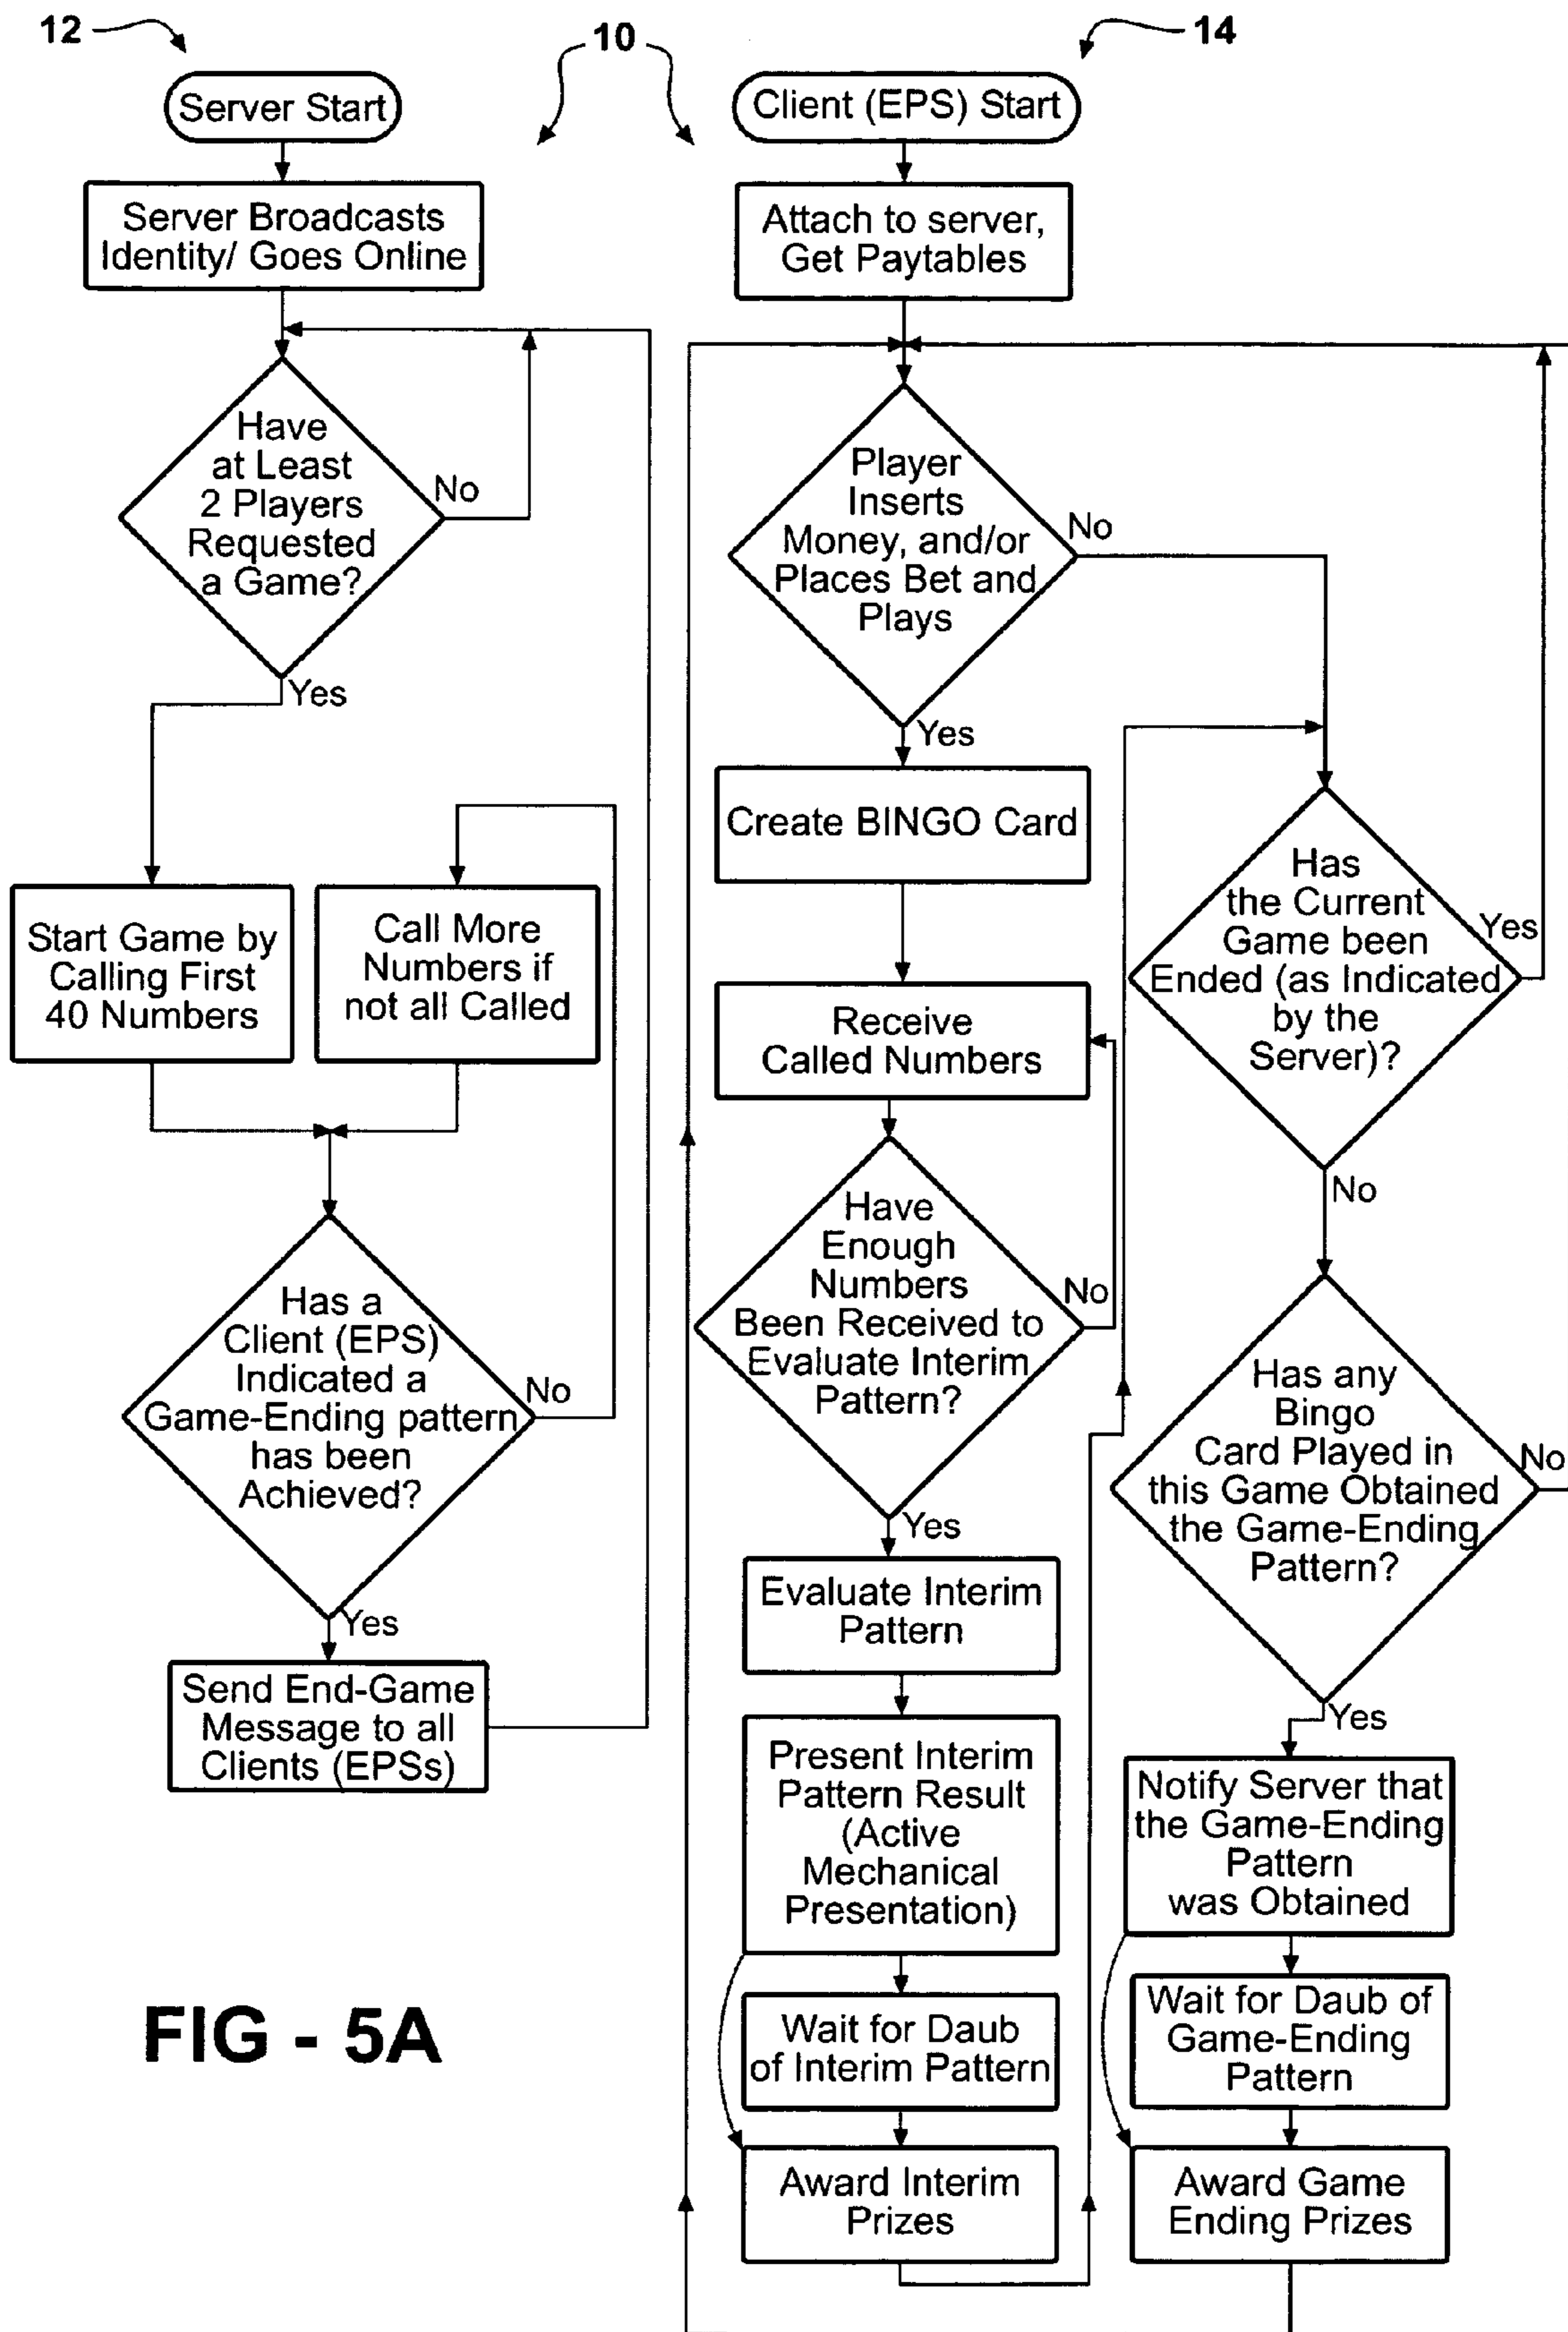 12
10
14
Server Start
Server Broadcasts
Identity/ Goes Online
Have
at Least
2 Players
Requested
a Game?
No
Yes
Start Game by
Calling First
40 Numbers
Call More
Numbers if
not all Called
Has a
Client (EPS)
Indicated a
Game-Ending pattern
has been
Achieved?
No
Yes
Send End-Game
Message to all
Clients (EPSs)
Client (EPS) Start
Attach to server,
Get Paytables
Player
Inserts
Money, and/or
Places Bet and
Plays
No
Yes
Create BINGO Card
Receive
Called Numbers
Have
Enough
Numbers
Been Received to
Evaluate Interim
Pattern?
No
Yes
Evaluate Interim
Pattern
Present Interim
Pattern Result
(Active
Mechanical
Presentation)
Wait for Daub
of Interim Pattern
Award Interim
Prizes
Has
the Current
Game been
Ended (as Indicated
by the
Server)?
Yes
No
Has any
Bingo
Card Played in
this Game Obtained
the Game-Ending
Pattern?
No
Yes
Notify Server that
the Game-Ending
Pattern
was Obtained
Wait for Daub of
Game-Ending
Pattern
Award Game
Ending Prizes
FIG - 5A